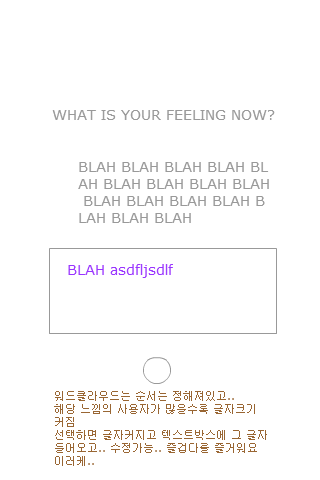 WHAT IS YOUR FEELING NOW?
BLAH BLAH BLAH BLAH BL
AH BLAH BLAH BLAH BLAH
BLAH BLAH BLAH BLAH B
LAH BLAH BLAH
BLAH asdfljsdlf
워드클라우드는 순서는 정해져있고..
해당 느낌의 사용자가 많을수록 글자크기
커짐
선택하면 글자커지고 텍스트박스에 그 글자
들어오고.. 수정가능.. 즐겁다을 즐거워요
이러케..